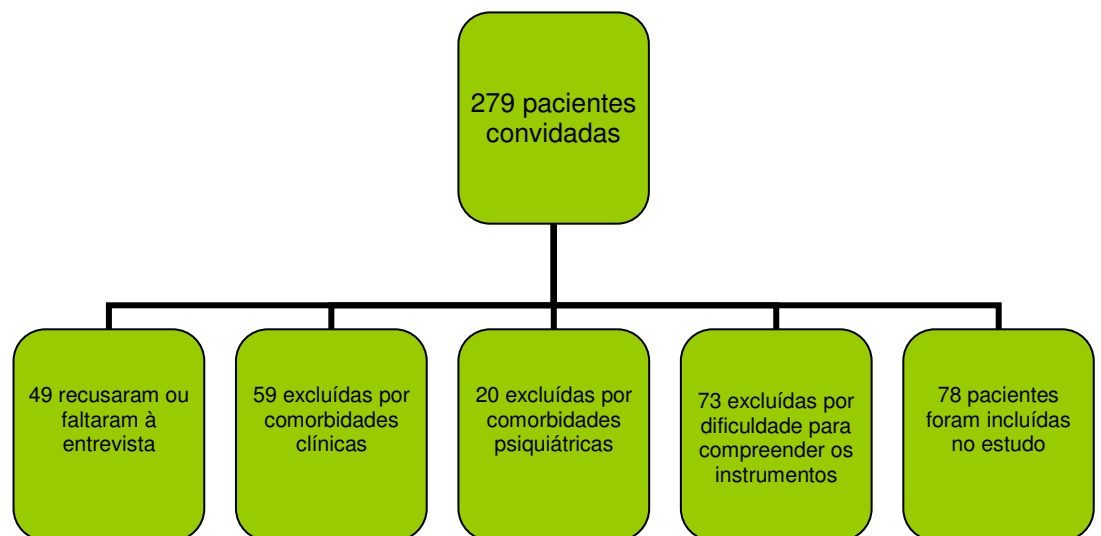 279 pacientes
convidadas
49 recusaram ou
faltaram à
entrevista
59 excluídas por
comorbidades
clínicas
20 excluídas por
comorbidades
psiquiátricas
73 excluídas por
dificuldade para
compreender os
instrumentos
78 pacientes
foram incluídas
no estudo